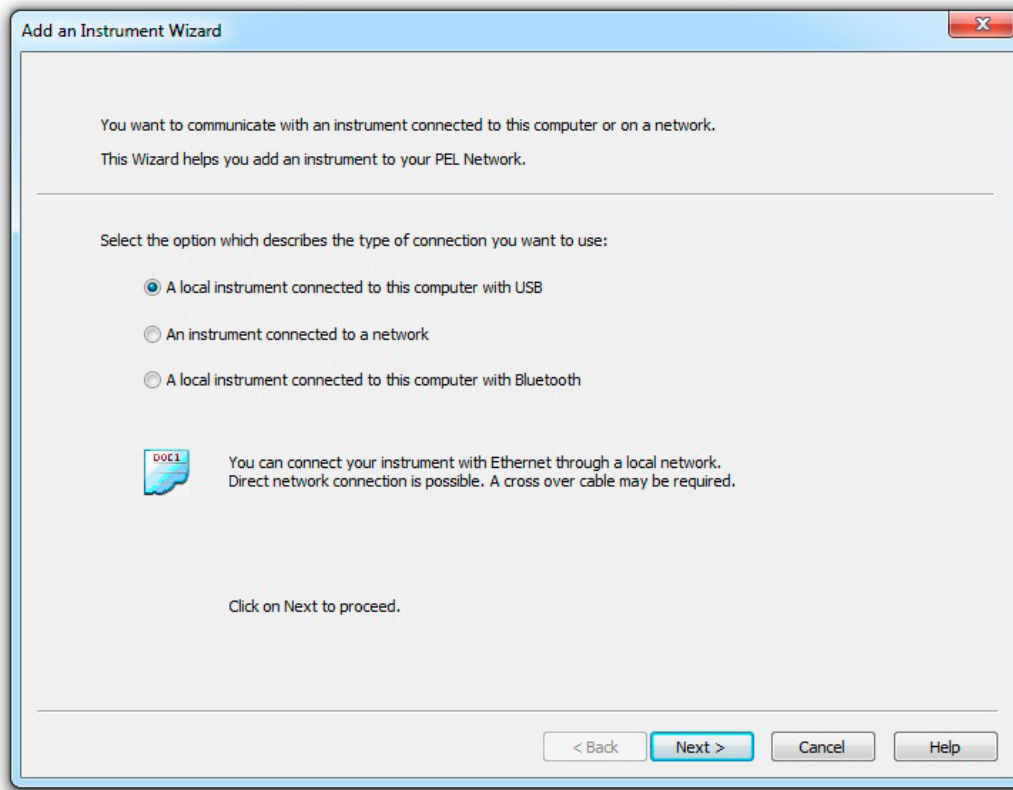 Add an Instrument Wizard
X
You want to communicate with an instrument connected to this computer or on a network.
This Wizard helps you add an instrument to your PEL Network.
Select the option which describes the type of connection you want to use:
A local instrument connected to this computer with USB
An instrument connected to a network
A local instrument connected to this computer with Bluetooth
DOC1
You can connect your instrument with Ethernet through a local network.
Direct network connection is possible. A cross over cable may be required.
Click on Next to proceed.
< Back Next > Cancel Help